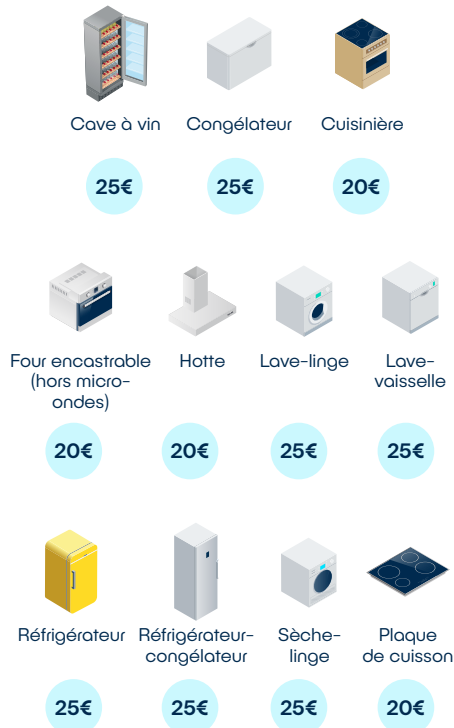 Cave à vin Congélateur Cuisinière
25€ 25€ 20€
Four encastrable Hotte Lave-linge Lave-
(hors micro- vaisselle
ondes)
20€ 20€ 25€ 25€
Réfrigérateur Réfrigérateur- Sèche- Plaque
congélateur linge de cuisson
25€ 25€ 25€ 20€